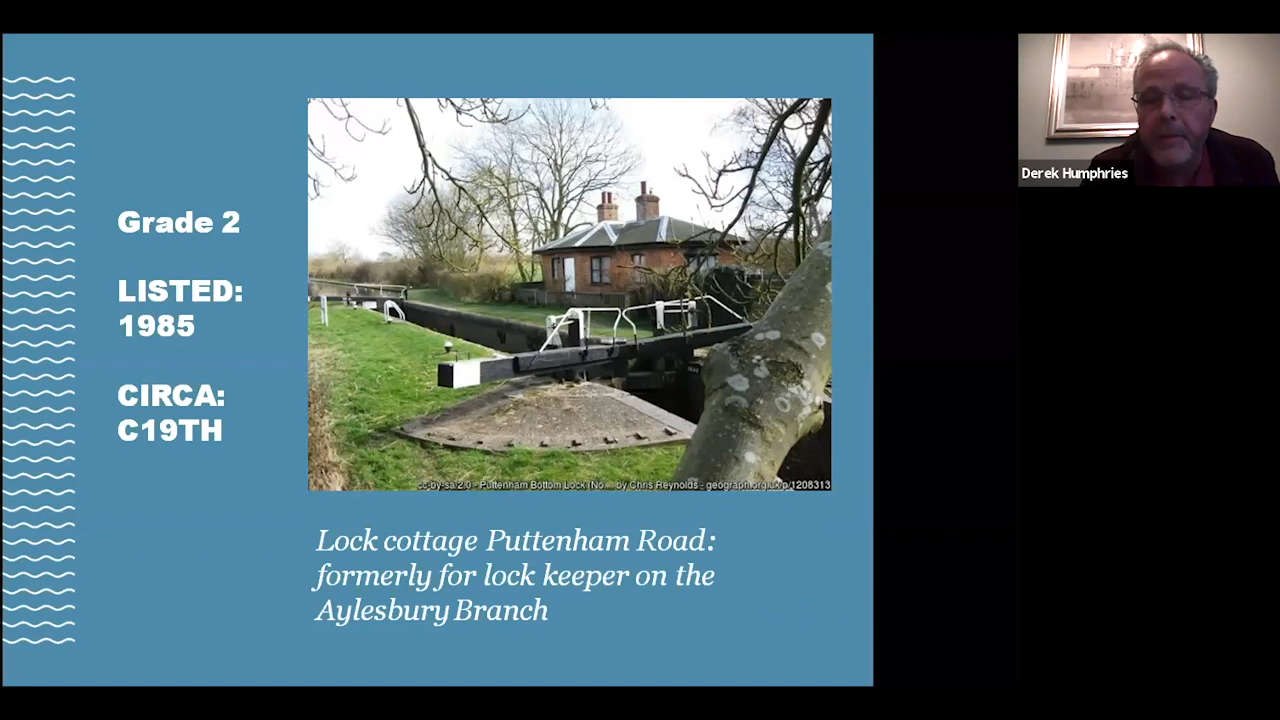 Grade 2
LISTED:
1985
CIRCA:
C19TH
cc-by-sa/2.0 - Puttenham Bottom Lock (No.... by Chris Reynolds - geograph.org.uk/p/1208313
Lock cottage Puttenham Road:
formerly for lock keeper on the
Aylesbury Branch
Derek Humphries